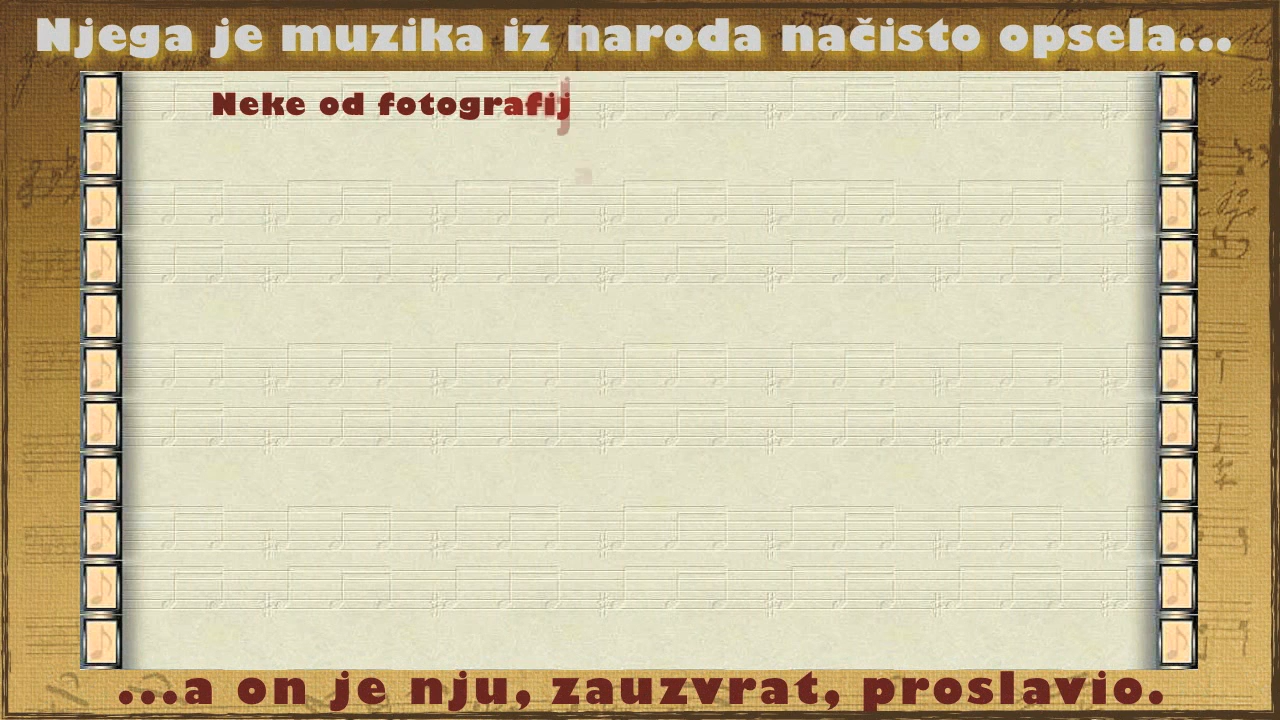 Njega je muzika iz naroda načisto opsela...
Neke od fotografij
...a on je nju, zauzvrat, proslavio.